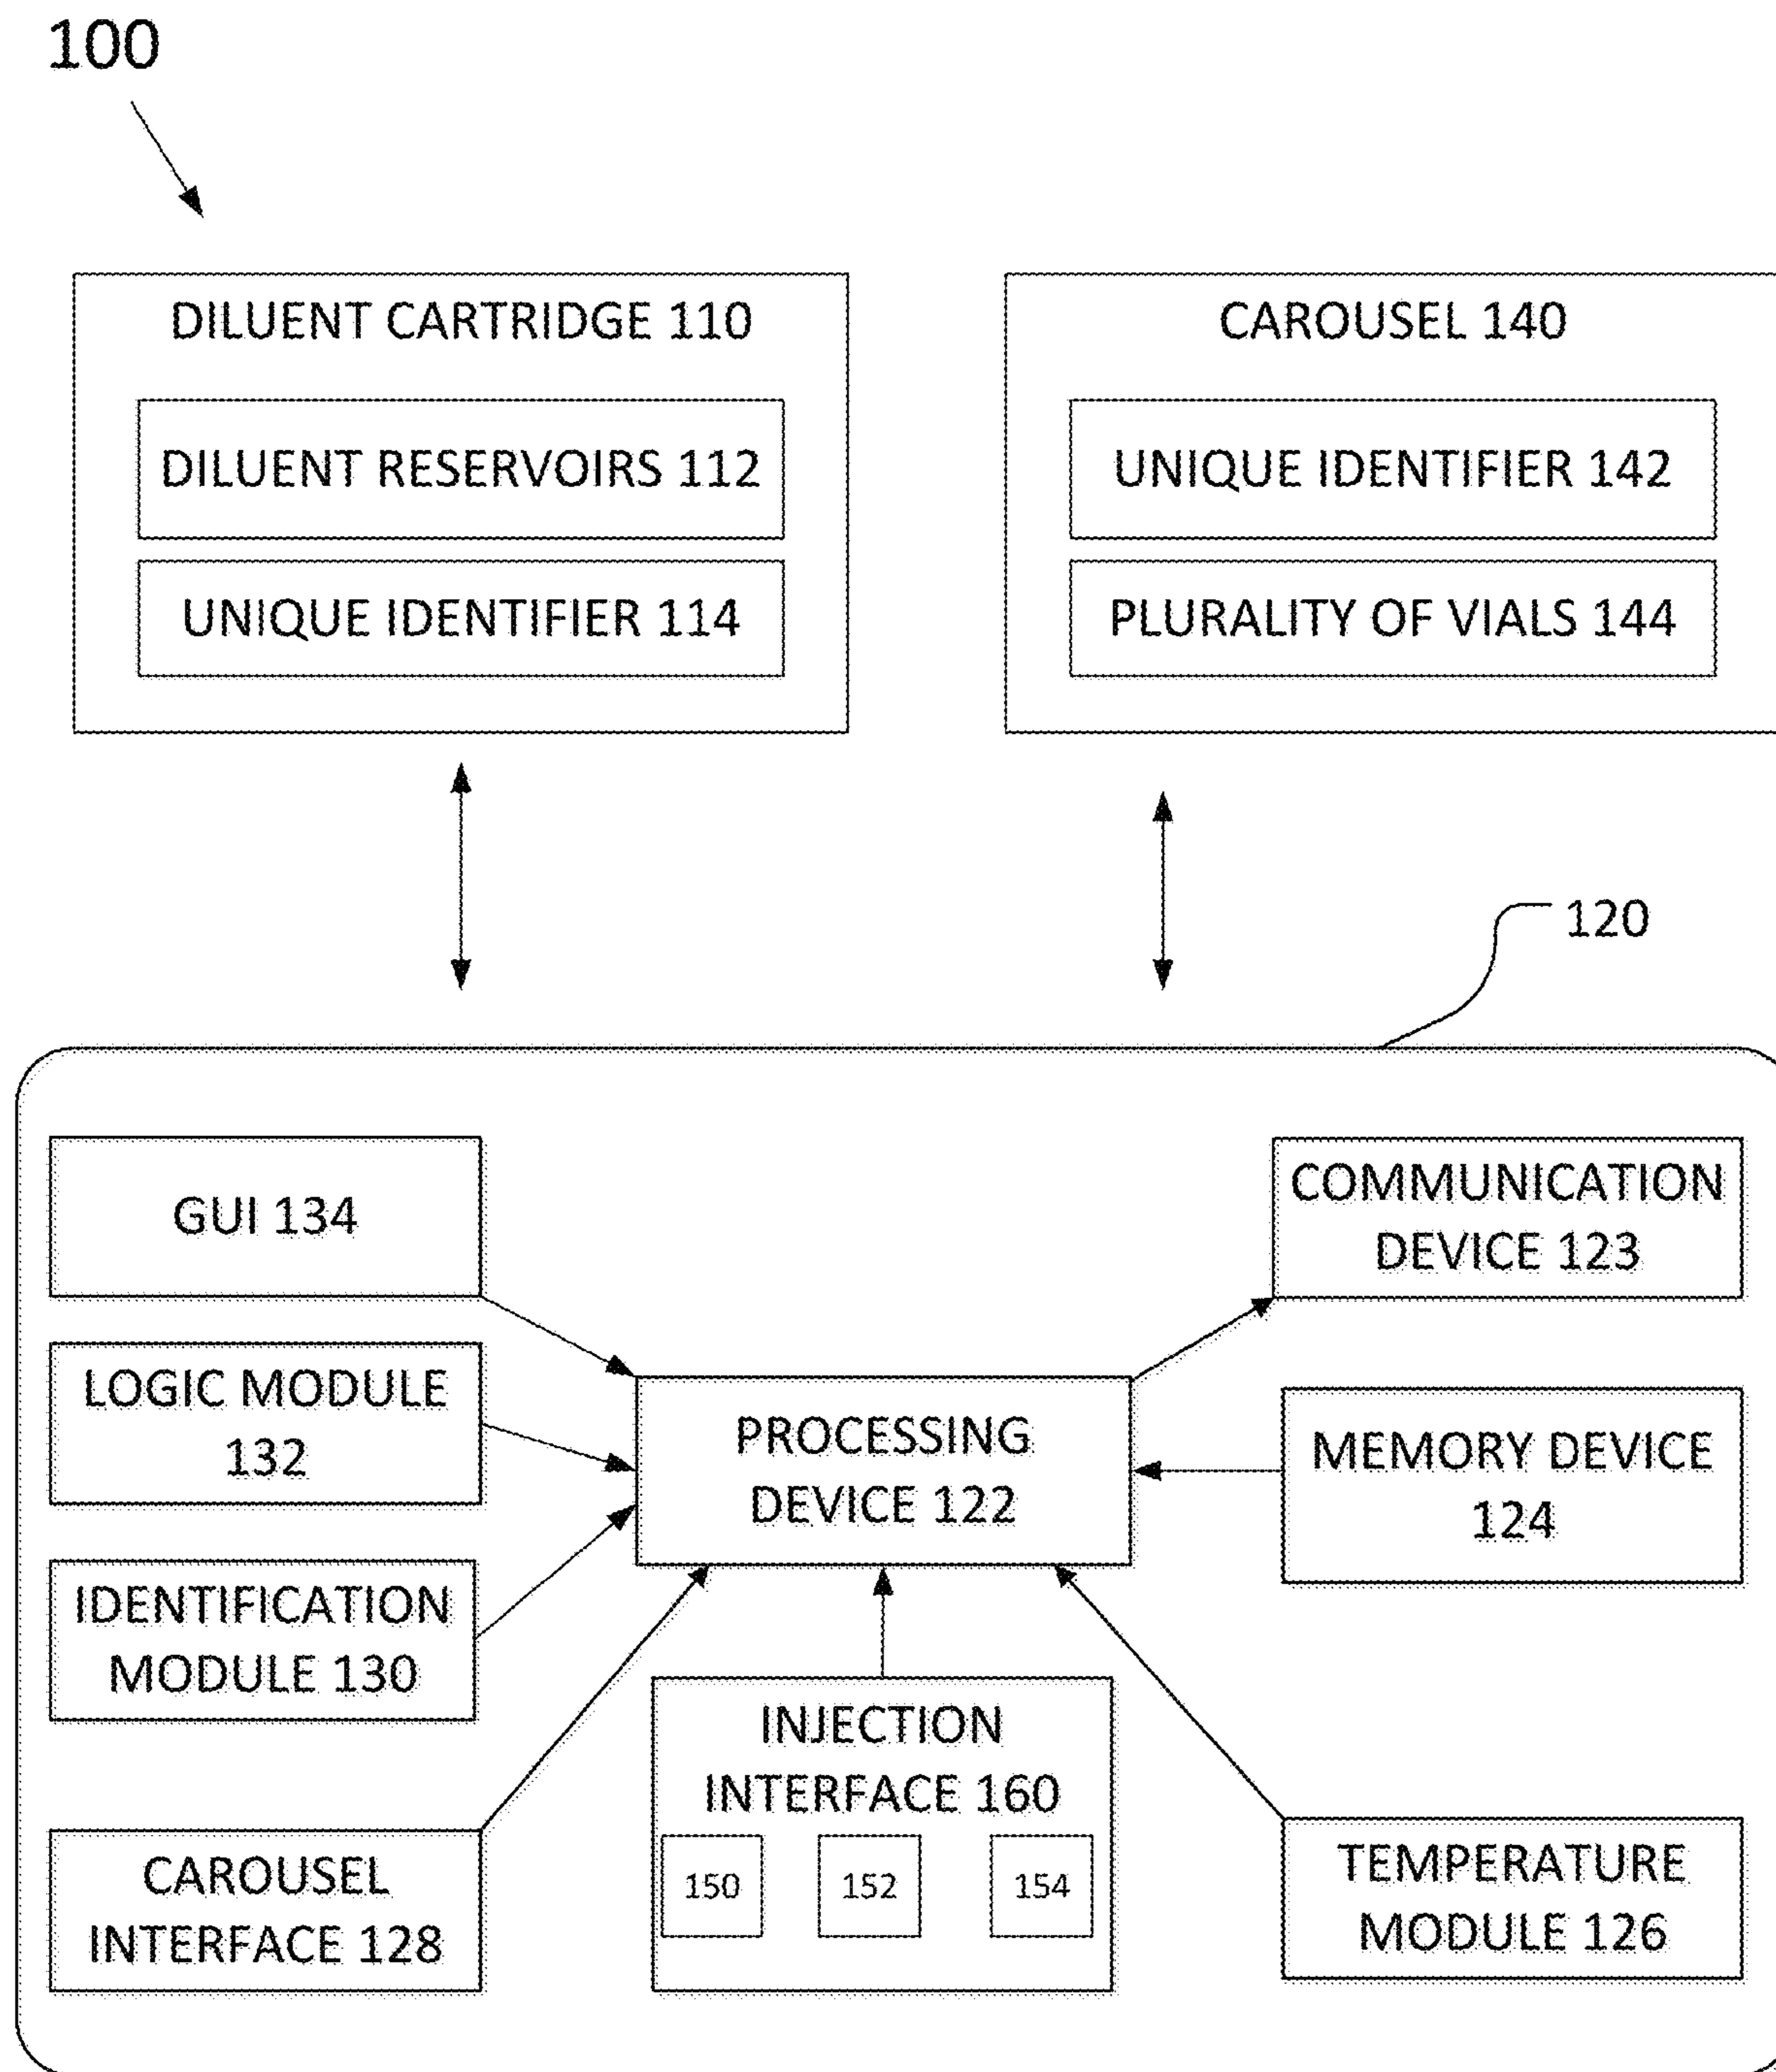 100
DILUENT CARTRIDGE 110
DILUENT RESERVOIRS 112
UNIQUE IDENTIFIER 114
CAROUSEL 140
UNIQUE IDENTIFIER 142
PLURALITY OF VIALS 144
120
GUI 134
LOGIC MODULE
132
IDENTIFICATION
MODULE 130
CAROUSEL
INTERFACE 128
PROCESSING
DEVICE 122
INJECTION
INTERFACE 160
150
152
154
COMMUNICATION
DEVICE 123
MEMORY DEVICE
124
TEMPERATURE
MODULE 126